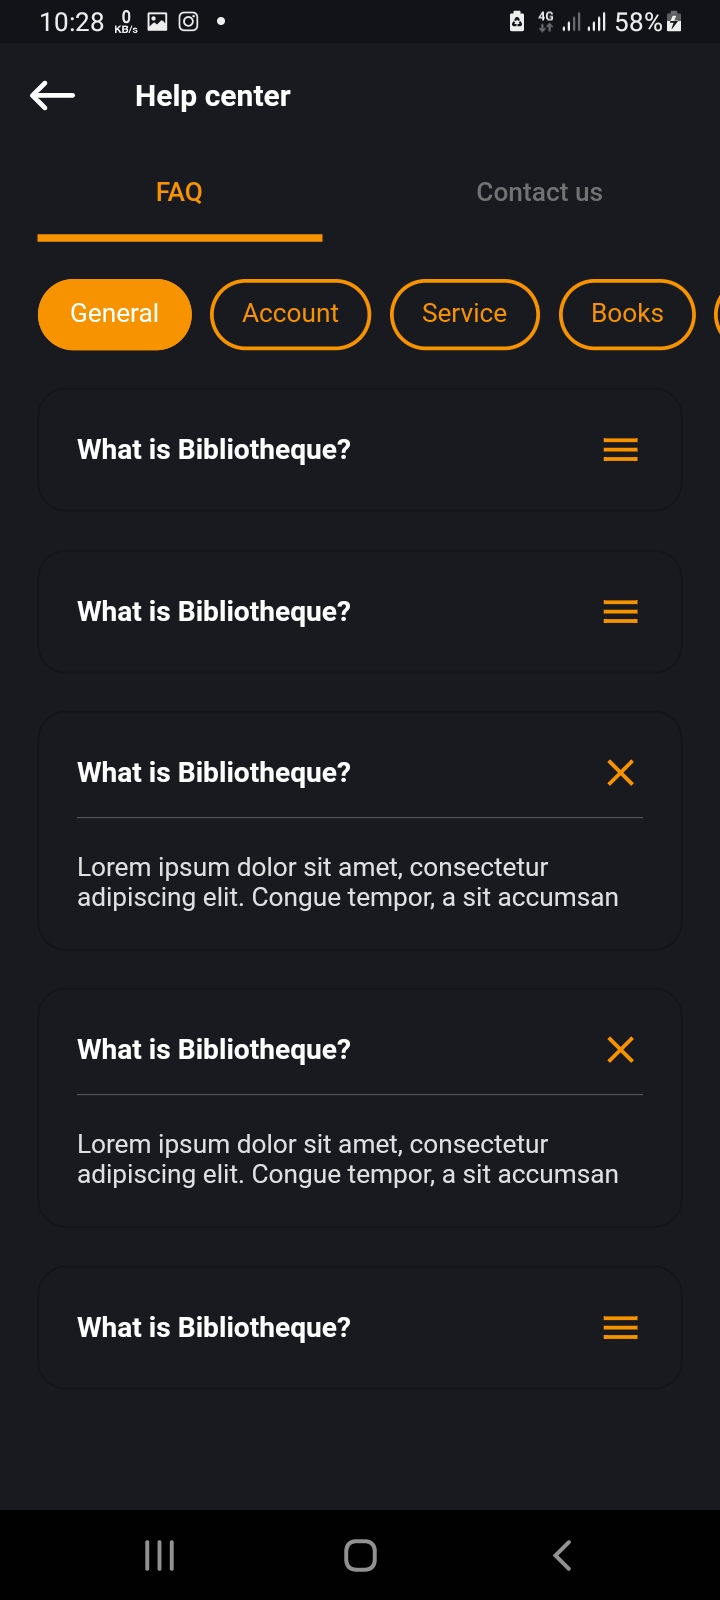 10:28 0 KB/s 4G 58%
Help center
FAQ Contact us
General Account Service Books
What is Bibliotheque?
What is Bibliotheque?
What is Bibliotheque?
Lorem ipsum dolor sit amet, consectetur
adipiscing elit. Congue tempor, a sit accumsan
What is Bibliotheque?
Lorem ipsum dolor sit amet, consectetur
adipiscing elit. Congue tempor, a sit accumsan
What is Bibliotheque?